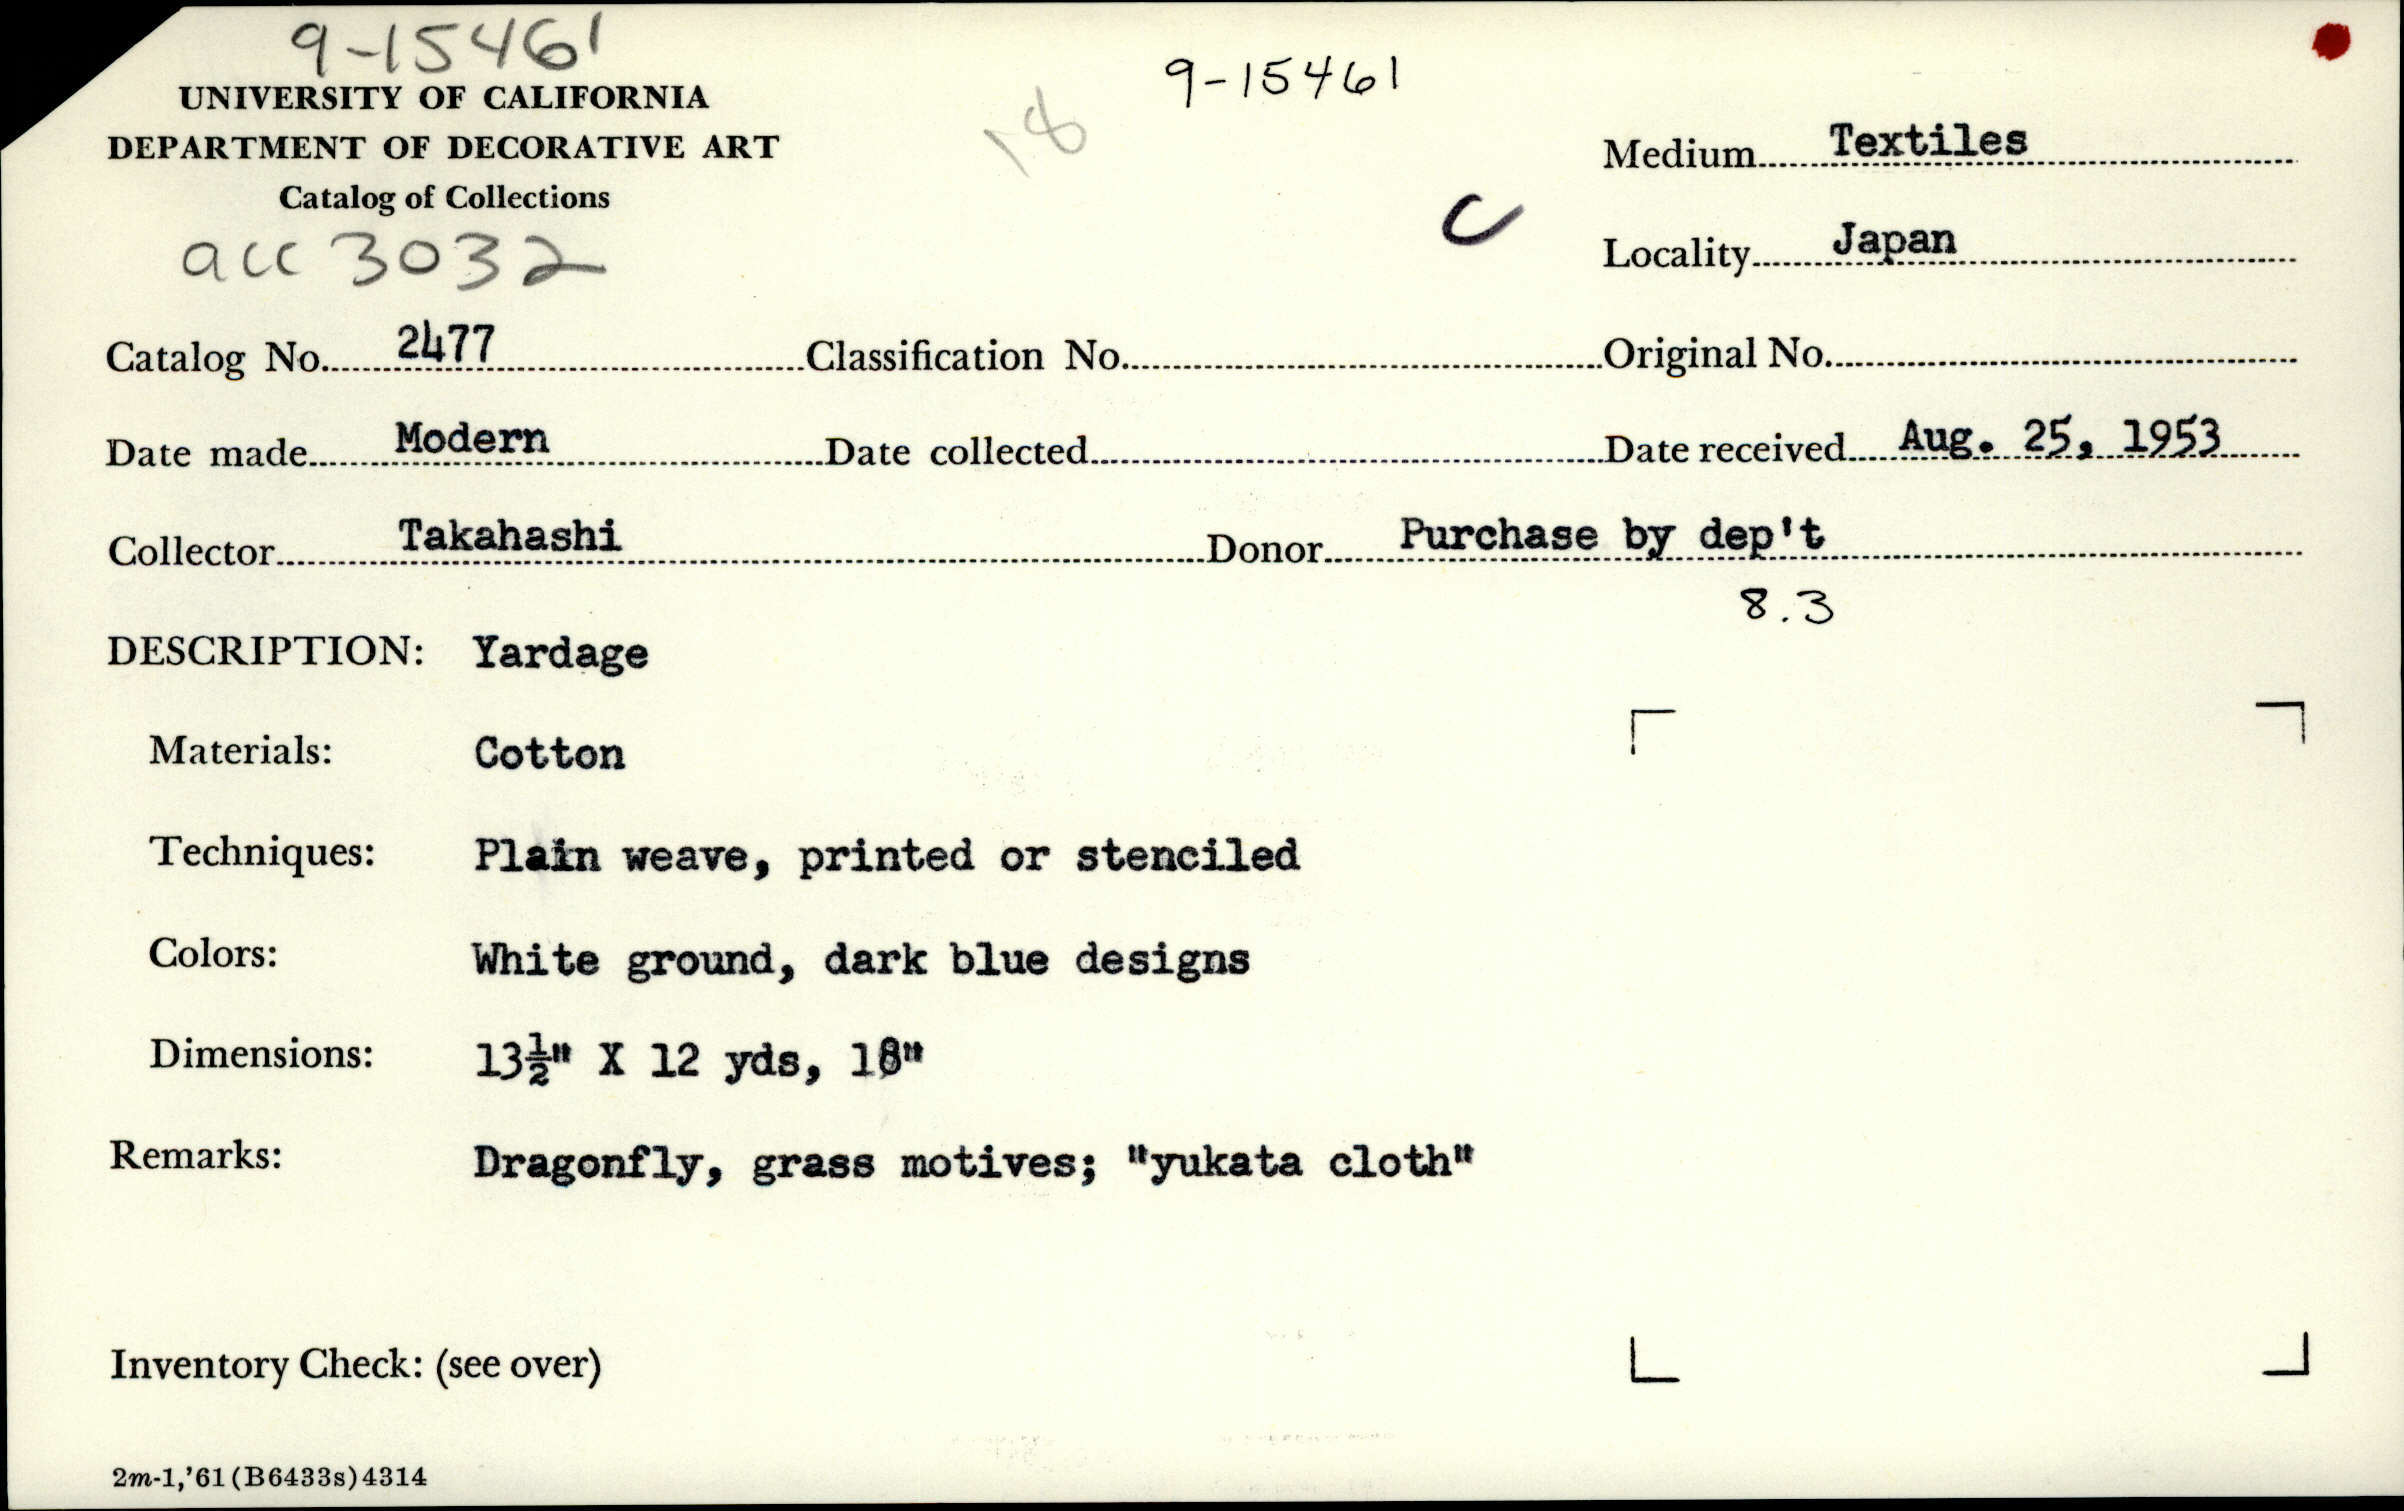 9-15461
9-15461
UNIVERSITY OF CALIFORNIA
DEPARTMENT OF DECORATIVE ART
Catalog of Collections
18
acc 3032
C
Medium Textiles
Locality Japan
Catalog No. 2477 Classification No. Original No.
Date made Modern Date collected Date received Aug. 25, 1953
Collector Takahashi Donor Purchase by dep't
8.3
DESCRIPTION: Yardage
Materials: Cotton
Techniques: Plain weave, printed or stenciled
Colors: White ground, dark blue designs
Dimensions: 13½" X 12 yds, 18"
Remarks: Dragonfly, grass motives; "yukata cloth"
Inventory Check: (see over)
2m-1,'61(B6433s)4314